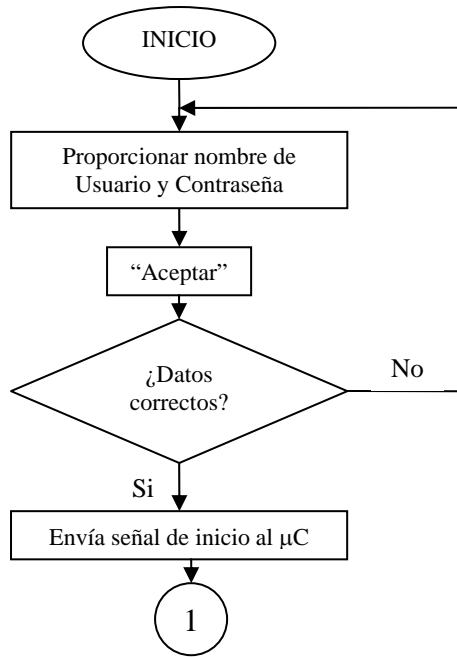 INICIO
Proporcionar nombre de
Usuario y Contraseña
“Aceptar”
¿Datos
correctos?
No
Si
Envía señal de inicio al μC
1